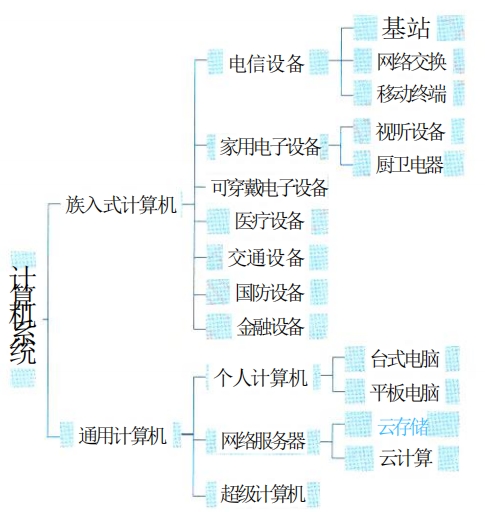 计算机系统
族入式计算机
电信设备
基站
网络交换
移动终端
家用电子设备
视听设备
厨卫电器
可穿戴电子设备
医疗设备
交通设备
国防设备
金融设备
通用计算机
个人计算机
台式电脑
平板电脑
网络服务器
云存储
云计算
超级计算机